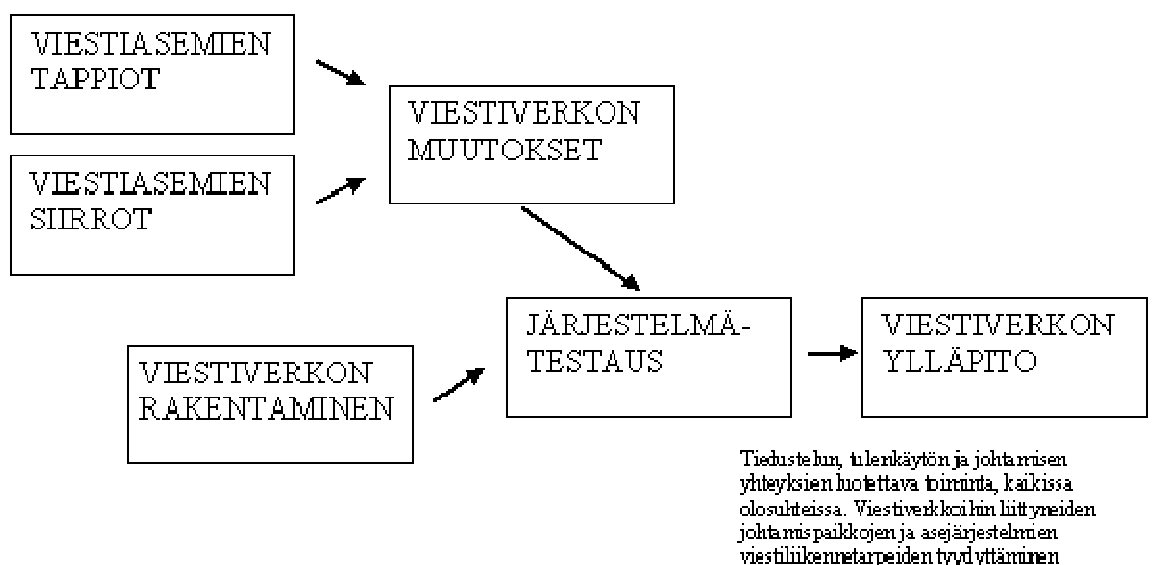 VIESTIASEMIEN
TAPPIOT
VIESTIASEMIEN
SIIRROT
VIESTIVERKON
MUUTOKSET
VIESTIVERKON
RAKENTAMINEN
JÄRJESTELMÄ-
TESTAUS
VIESTIVERKON
YLLÄPITO
Tiedustelun, tulenkäytön ja johtamisen
yhteyksien luotettava toiminta, kaikissa
olosuhteissa. Viestiverkkoihin liittyneiden
johtamispaikkojen ja asejärjestelmien
viestiliikennetarpeiden tyydyttäminen